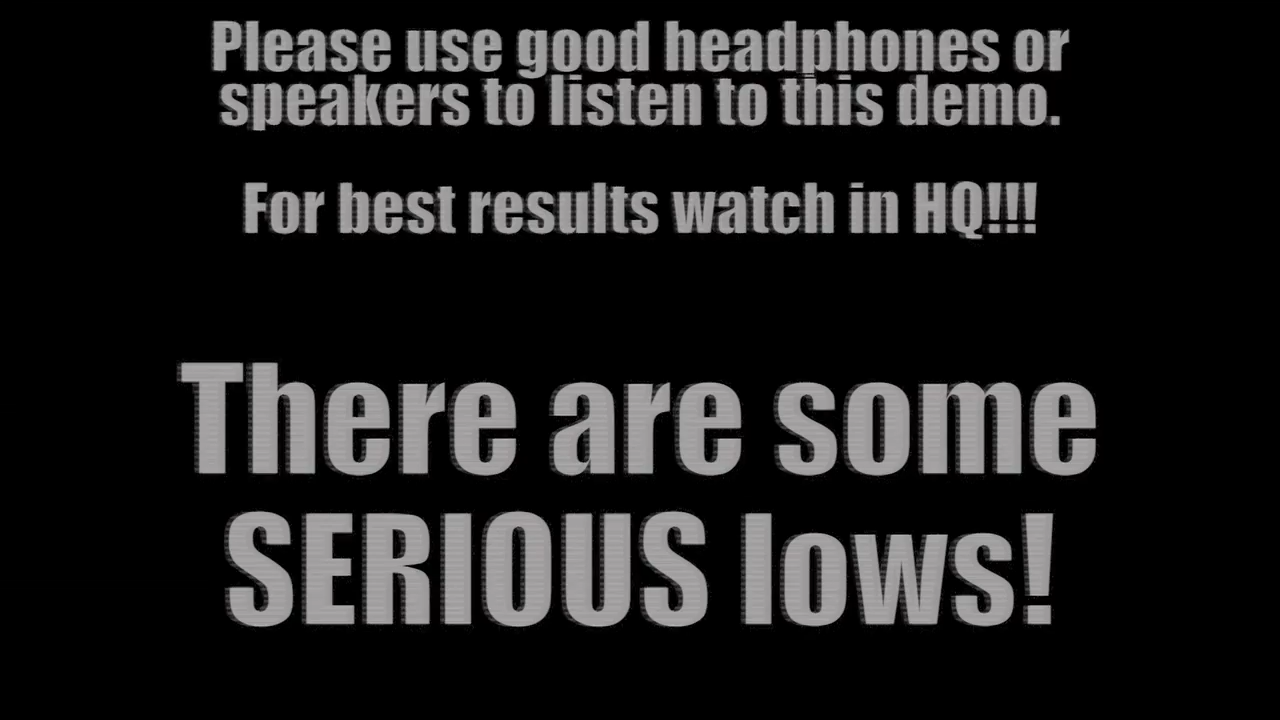 Please use good headphones or
speakers to listen to this demo.
For best results watch in HQ!!!
There are some
SERIOUS lows!